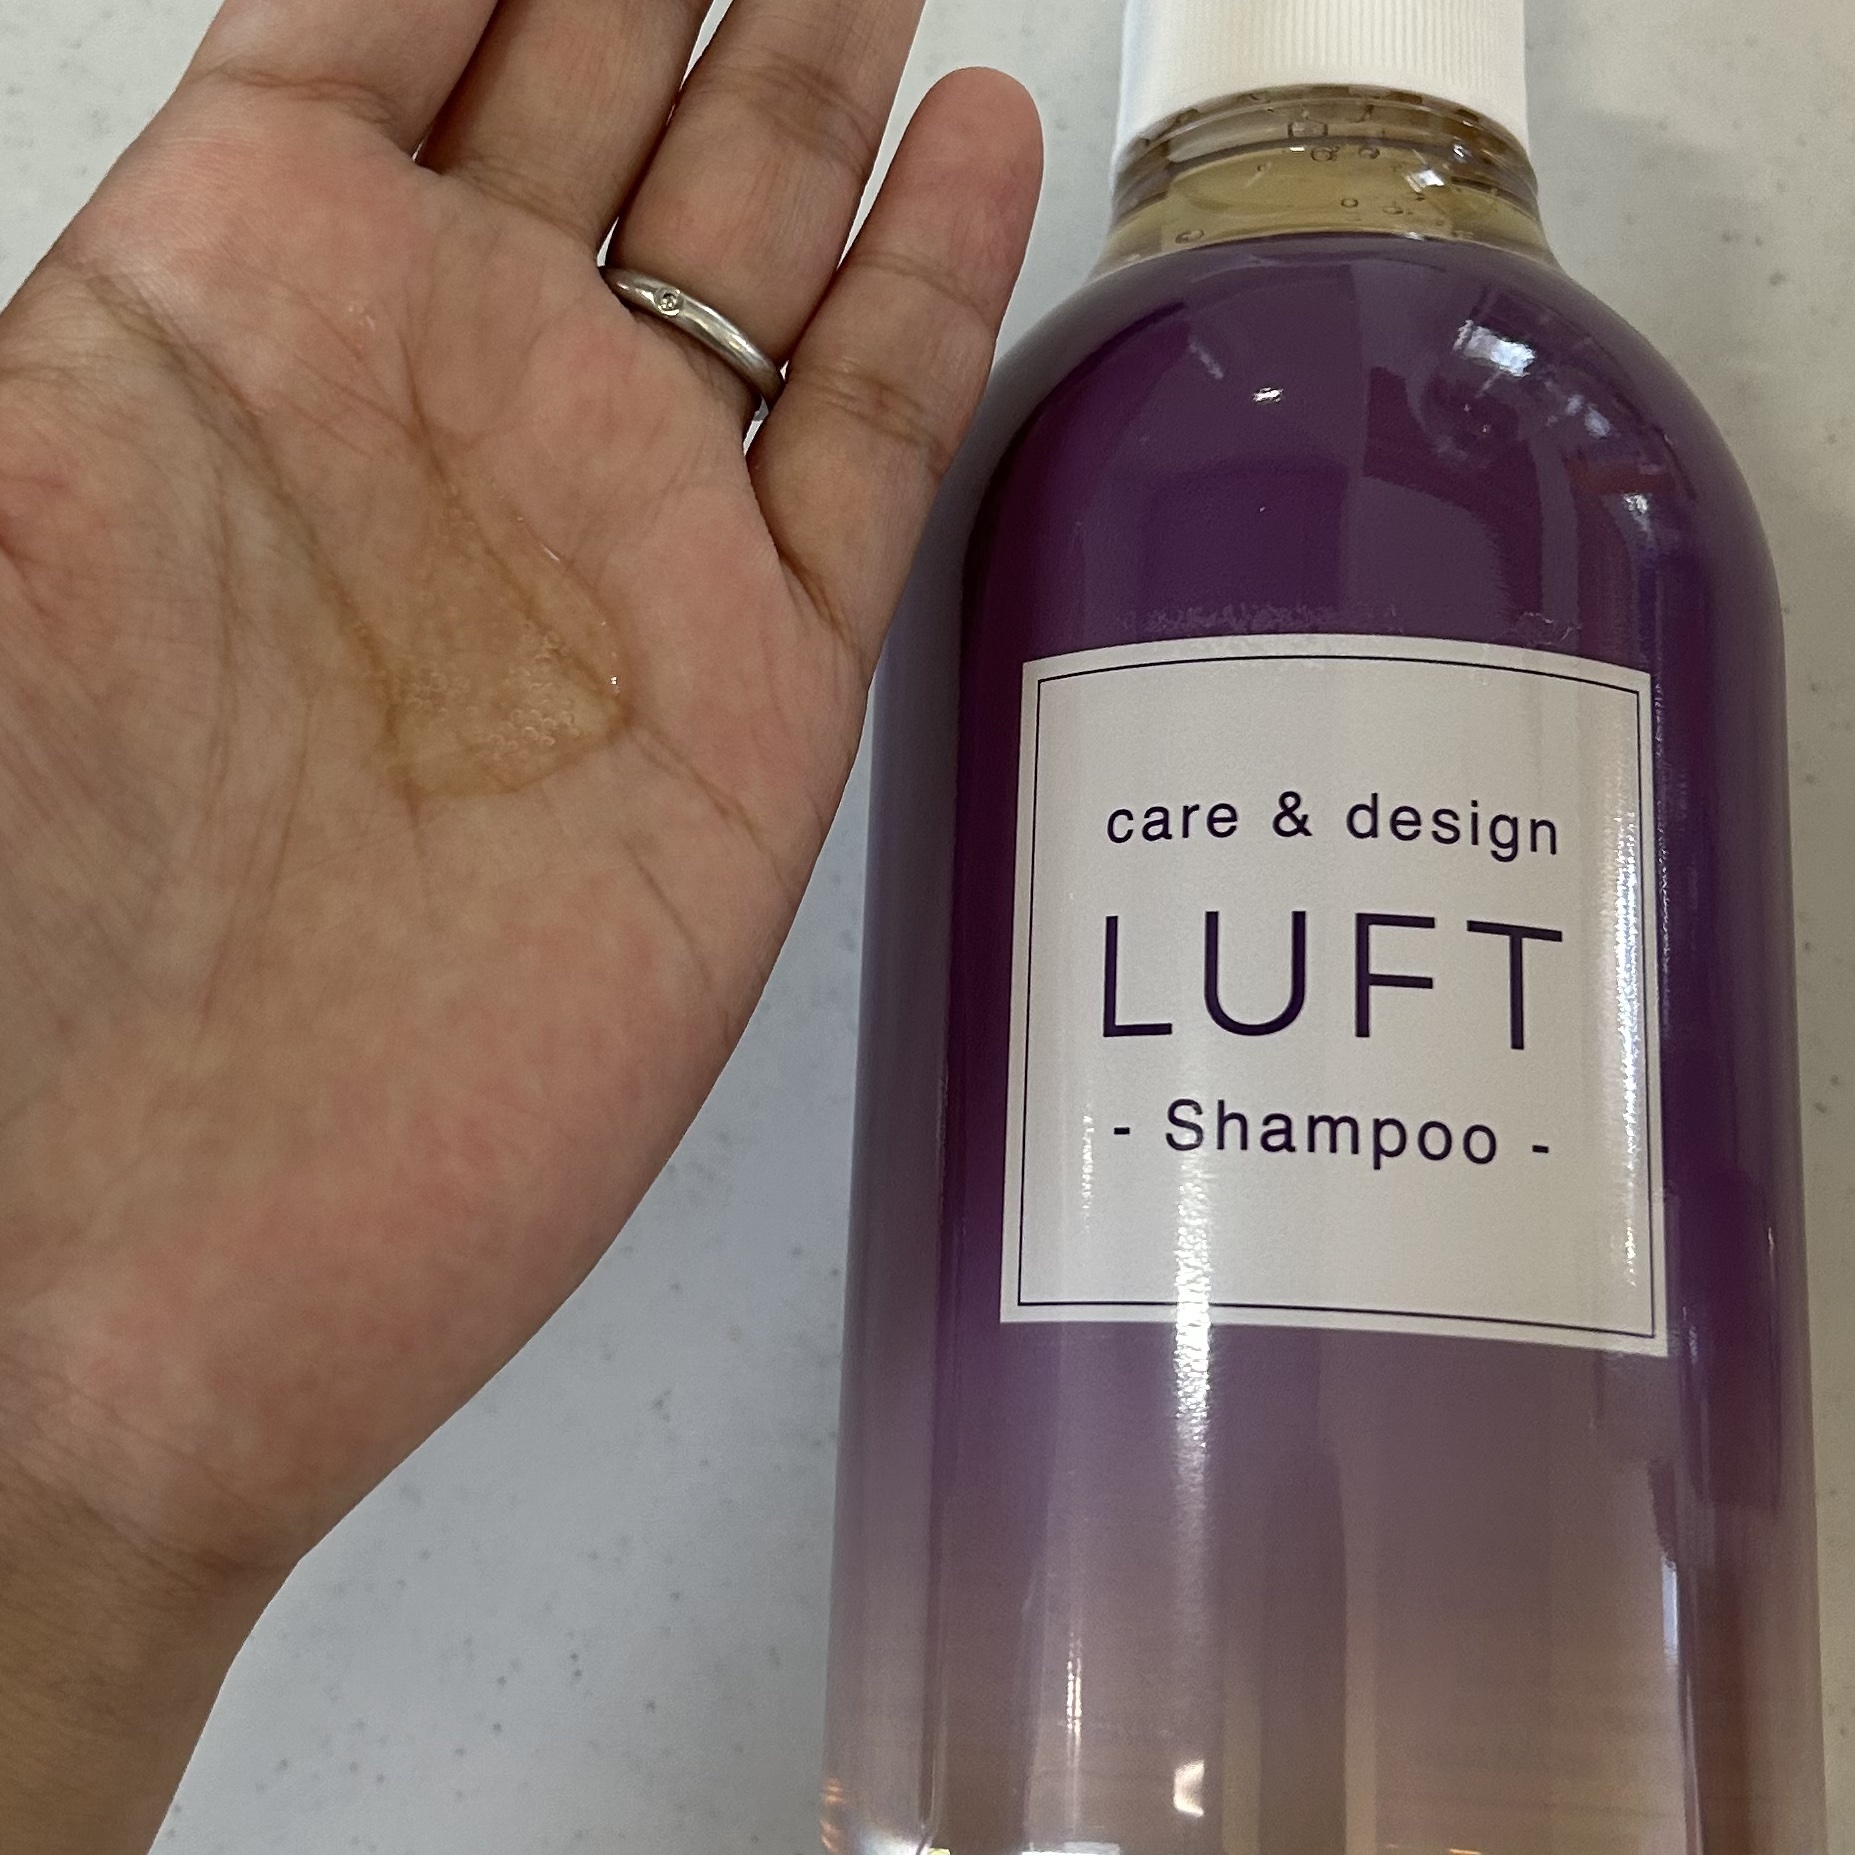 care & design
LUFT
- Shampoo -